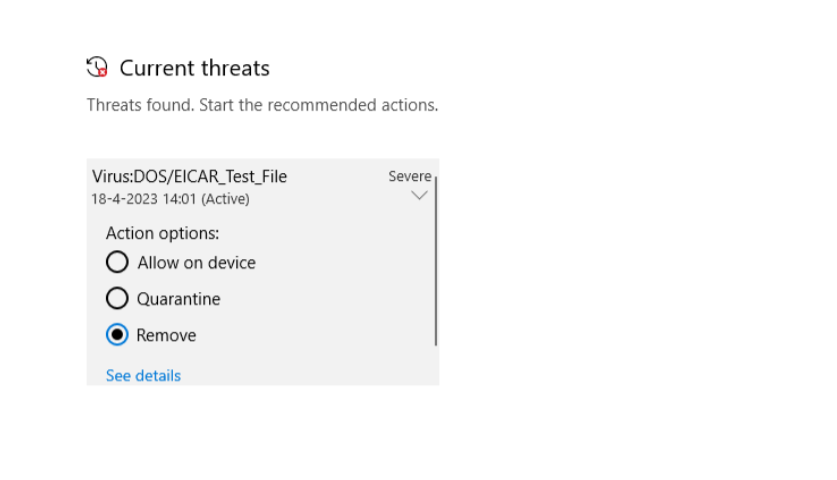 Current threats
Threats found. Start the recommended actions.
Virus:DOS/EICAR_Test_File Severe
18-4-2023 14:01 (Active)
Action options:
Allow on device
Quarantine
Remove
See details